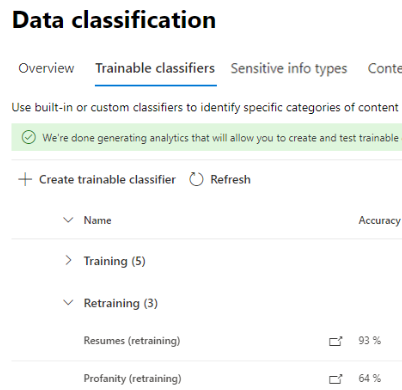 Data classification
Overview Trainable classifiers Sensitive info types Conte
Use built-in or custom classifiers to identify specific categories of content
We're done generating analytics that will allow you to create and test trainable
Create trainable classifier Refresh
Name Accuracy
Training (5)
Retraining (3)
Resumes (retraining) 93 %
Profanity (retraining) 64 %